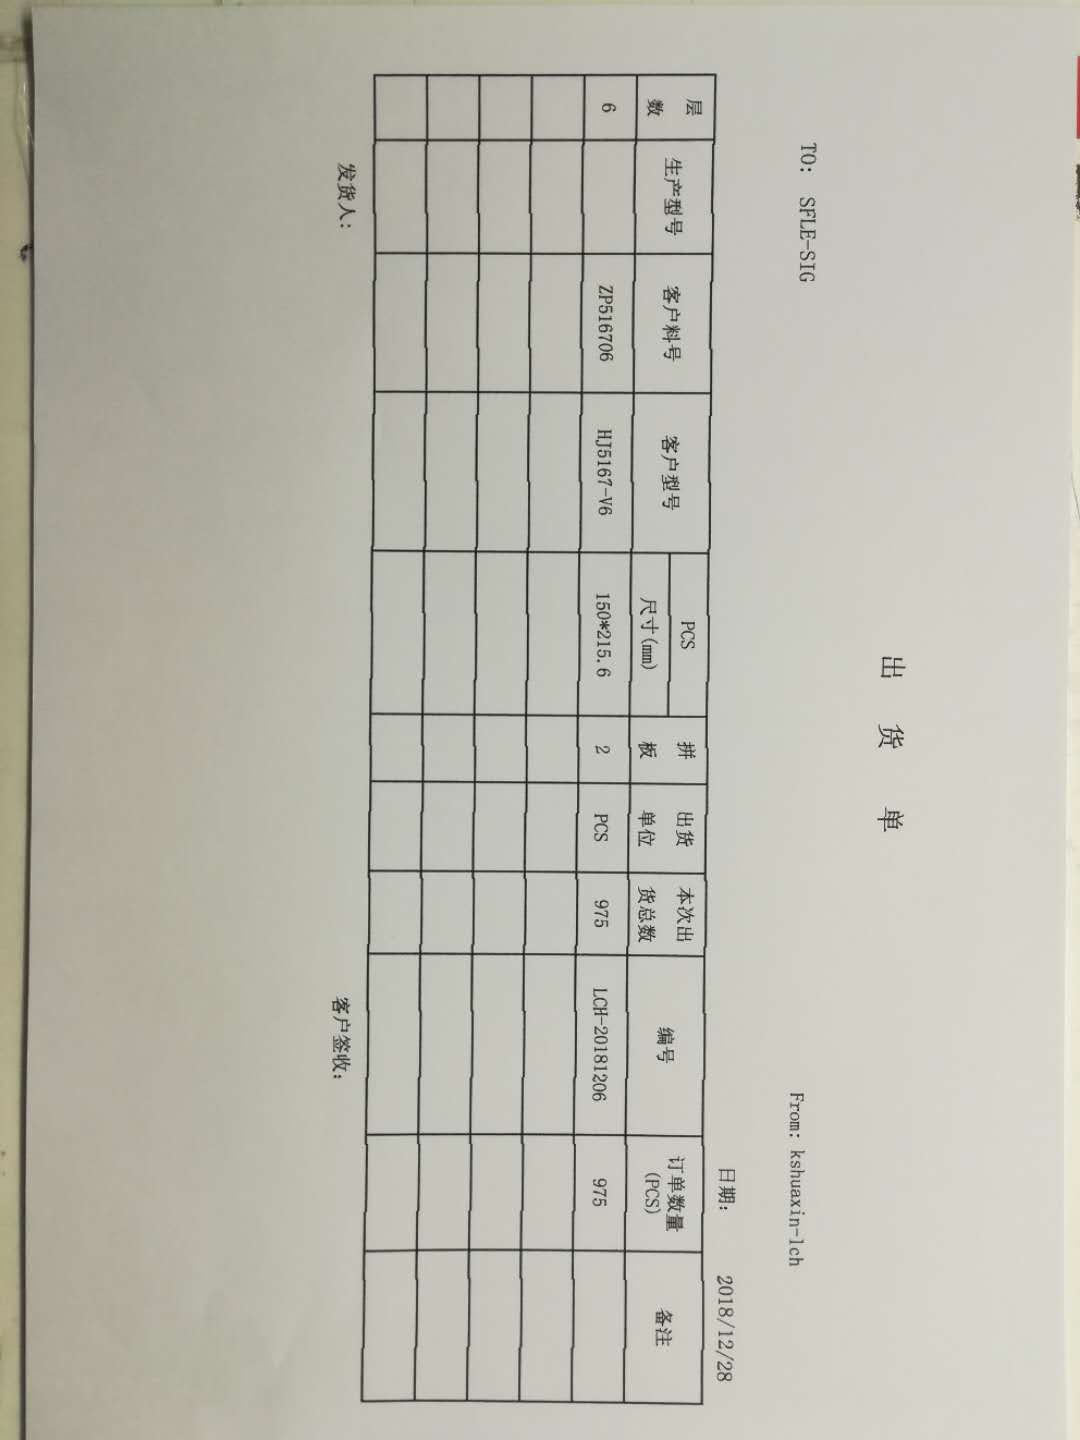 出 货 单
TO: SFLE-SIG From: kshuaxin-lch
日期: 2018/12/28
层数 生产型号 客户料号 客户型号 PCS 尺寸(mm) 拼板 出货单位 本次出货总数 编号 订单数量(PCS) 备注
6 ZP516706 HJ5167-V6 150*215.6 2 PCS 975 LCH-20181206 975
发货人: 客户签收: